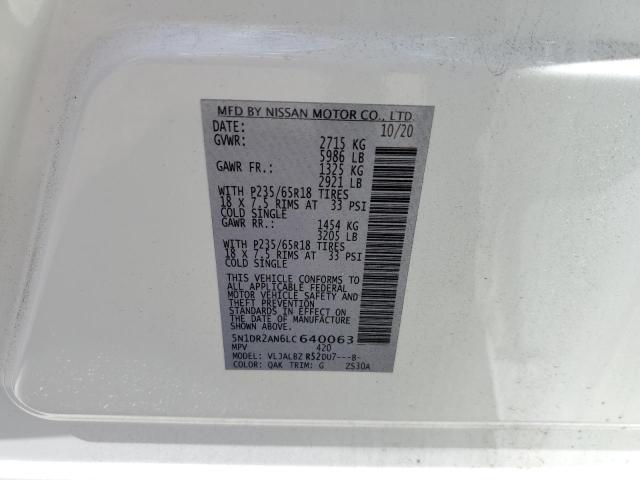 MFD BY NISSAN MOTOR CO., LTD.
DATE: 10/20
GVWR: 2715 KG
5986 LB
GAWR FR.: 1325 KG
2921 LB
WITH P235/65R18 TIRES
18 X 7.5 RIMS AT 33 PSI
COLD SINGLE
GAWR RR.: 1454 KG
3205 LB
WITH P235/65R18 TIRES
18 X 7.5 RIMS AT 33 PSI
COLD SINGLE
THIS VEHICLE CONFORMS TO
ALL APPLICABLE FEDERAL
MOTOR VEHICLE SAFETY AND
THEFT PREVENTION
STANDARDS IN EFFECT ON
THE DATE OF MANUFACTURE
SHOWN ABOVE.
5N1DR2AN6LC640063
MPV 420
MODEL: VLJALBZ R52DU7---B-
COLOR: QAK TRIM: G ZS30A